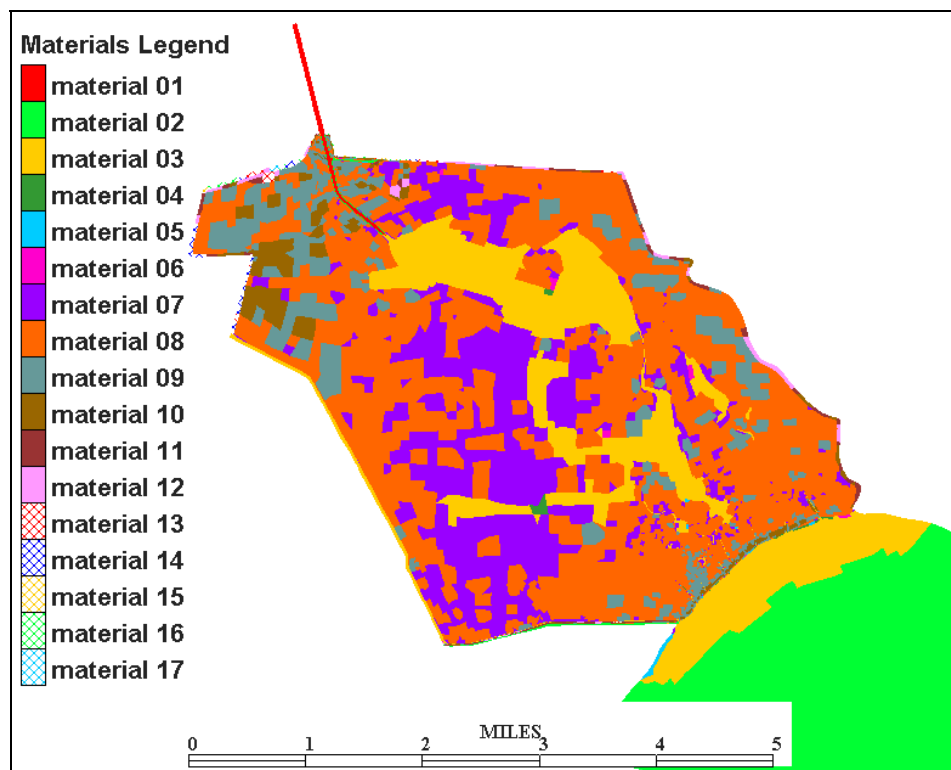 Materials Legend
material 01
material 02
material 03
material 04
material 05
material 06
material 07
material 08
material 09
material 10
material 11
material 12
material 13
material 14
material 15
material 16
material 17
MILES
0 1 2 3 4 5